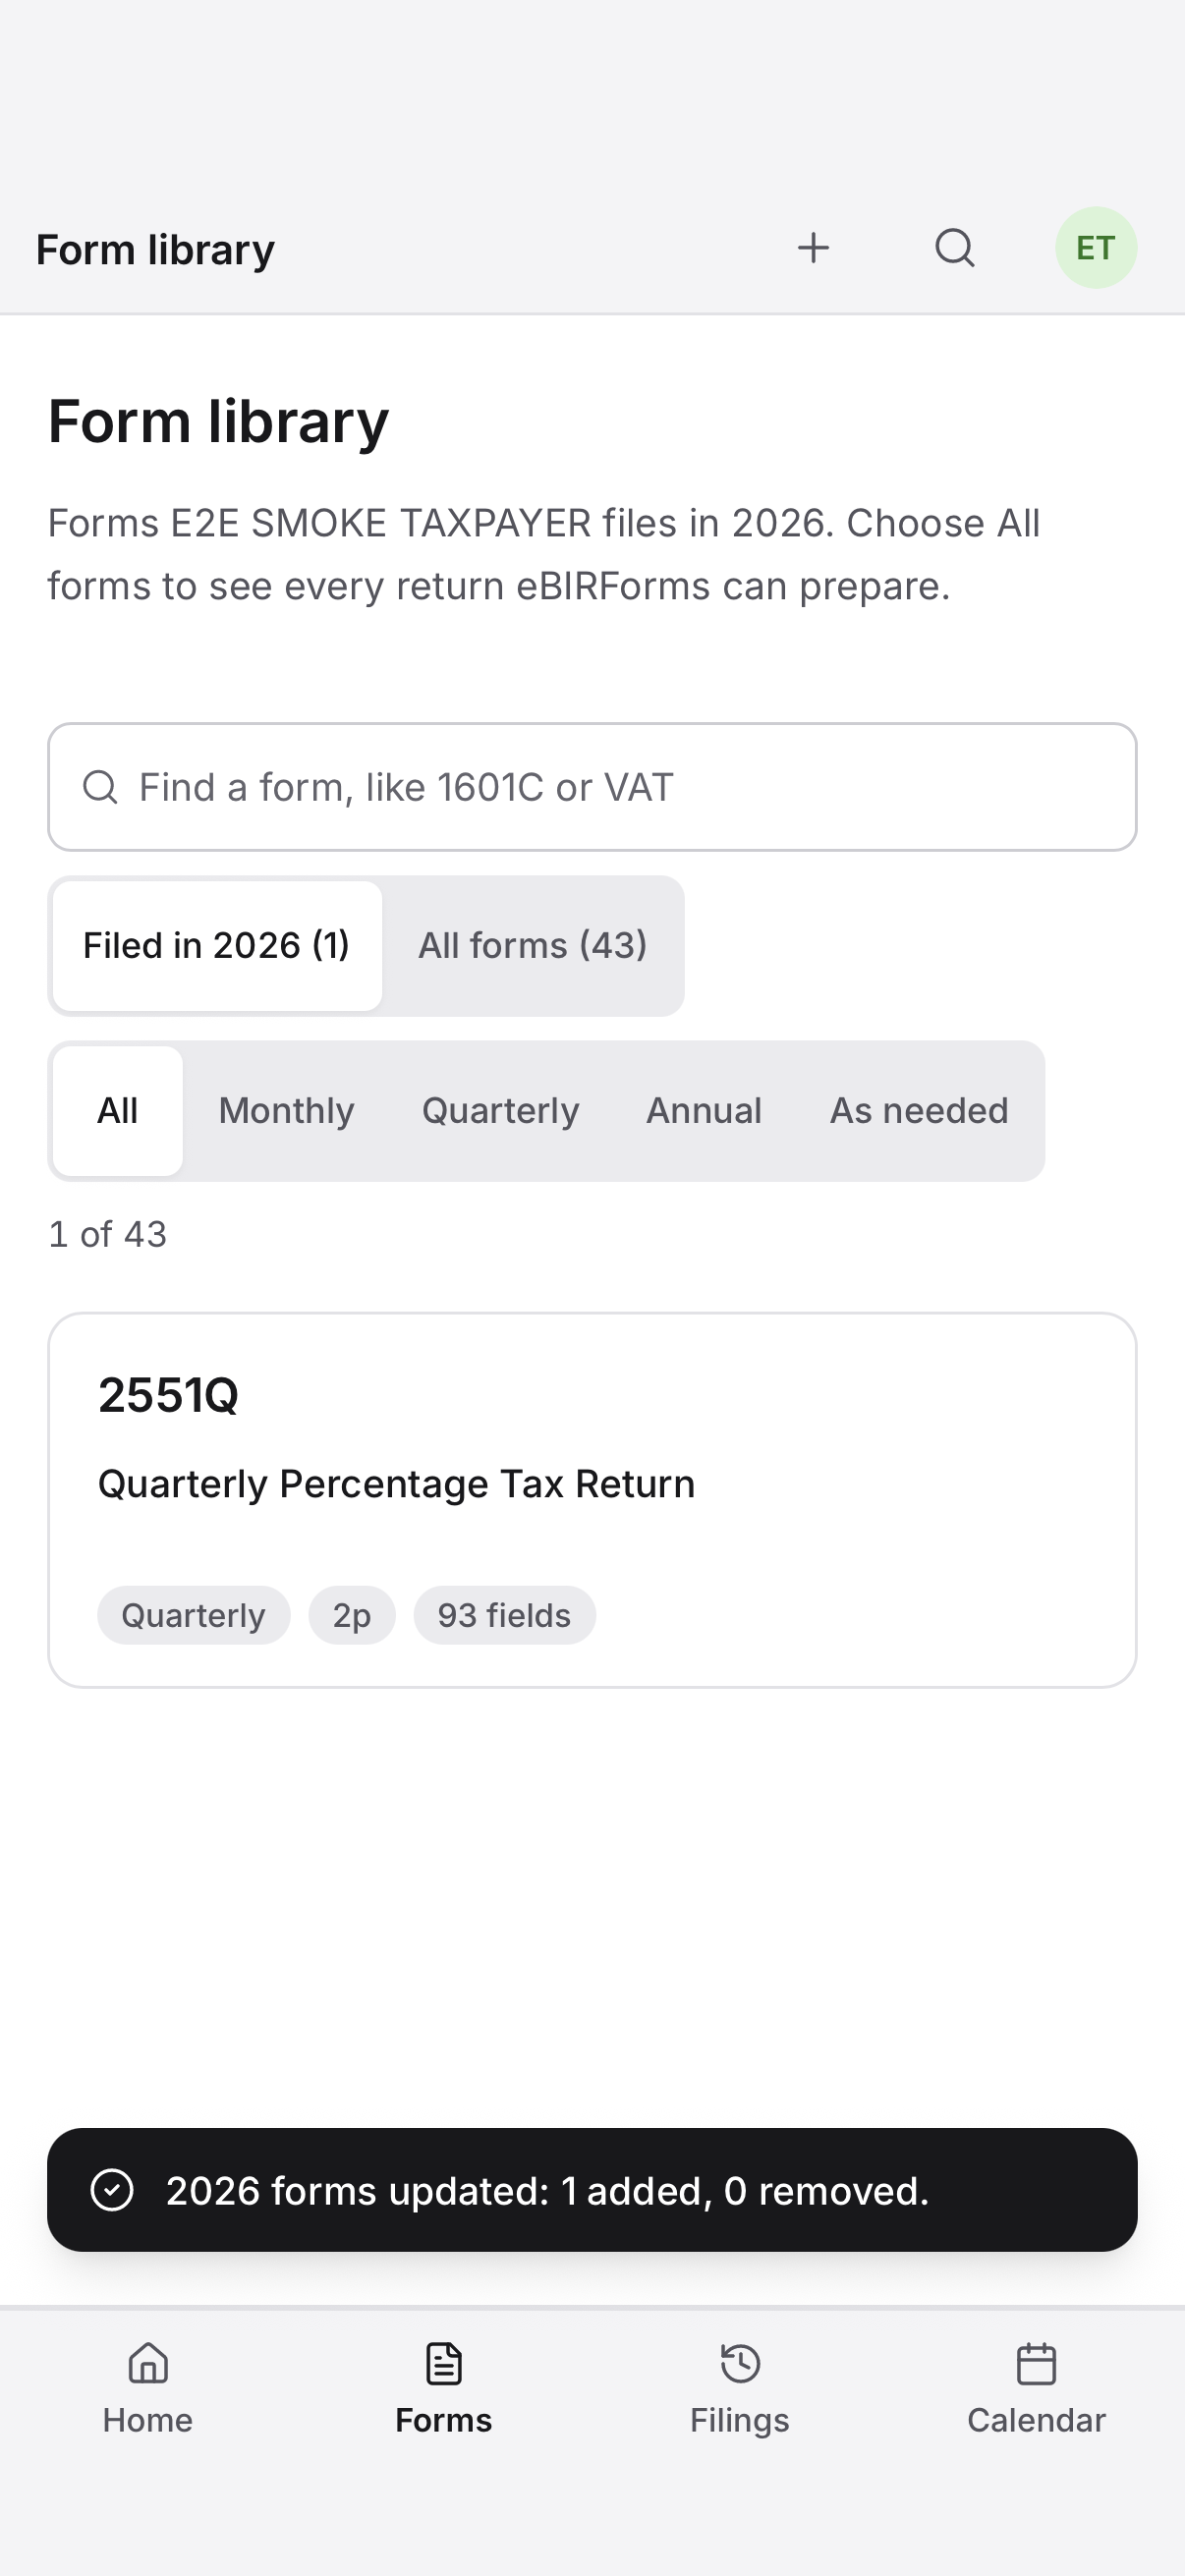 Form library
ET
Form library
Forms E2E SMOKE TAXPAYER files in 2026. Choose All
forms to see every return eBIRForms can prepare.
Find a form, like 1601C or VAT
Filed in 2026 (1) All forms (43)
All Monthly Quarterly Annual As needed
1 of 43
2551Q
Quarterly Percentage Tax Return
Quarterly 2p 93 fields
2026 forms updated: 1 added, 0 removed.
Home Forms Filings Calendar